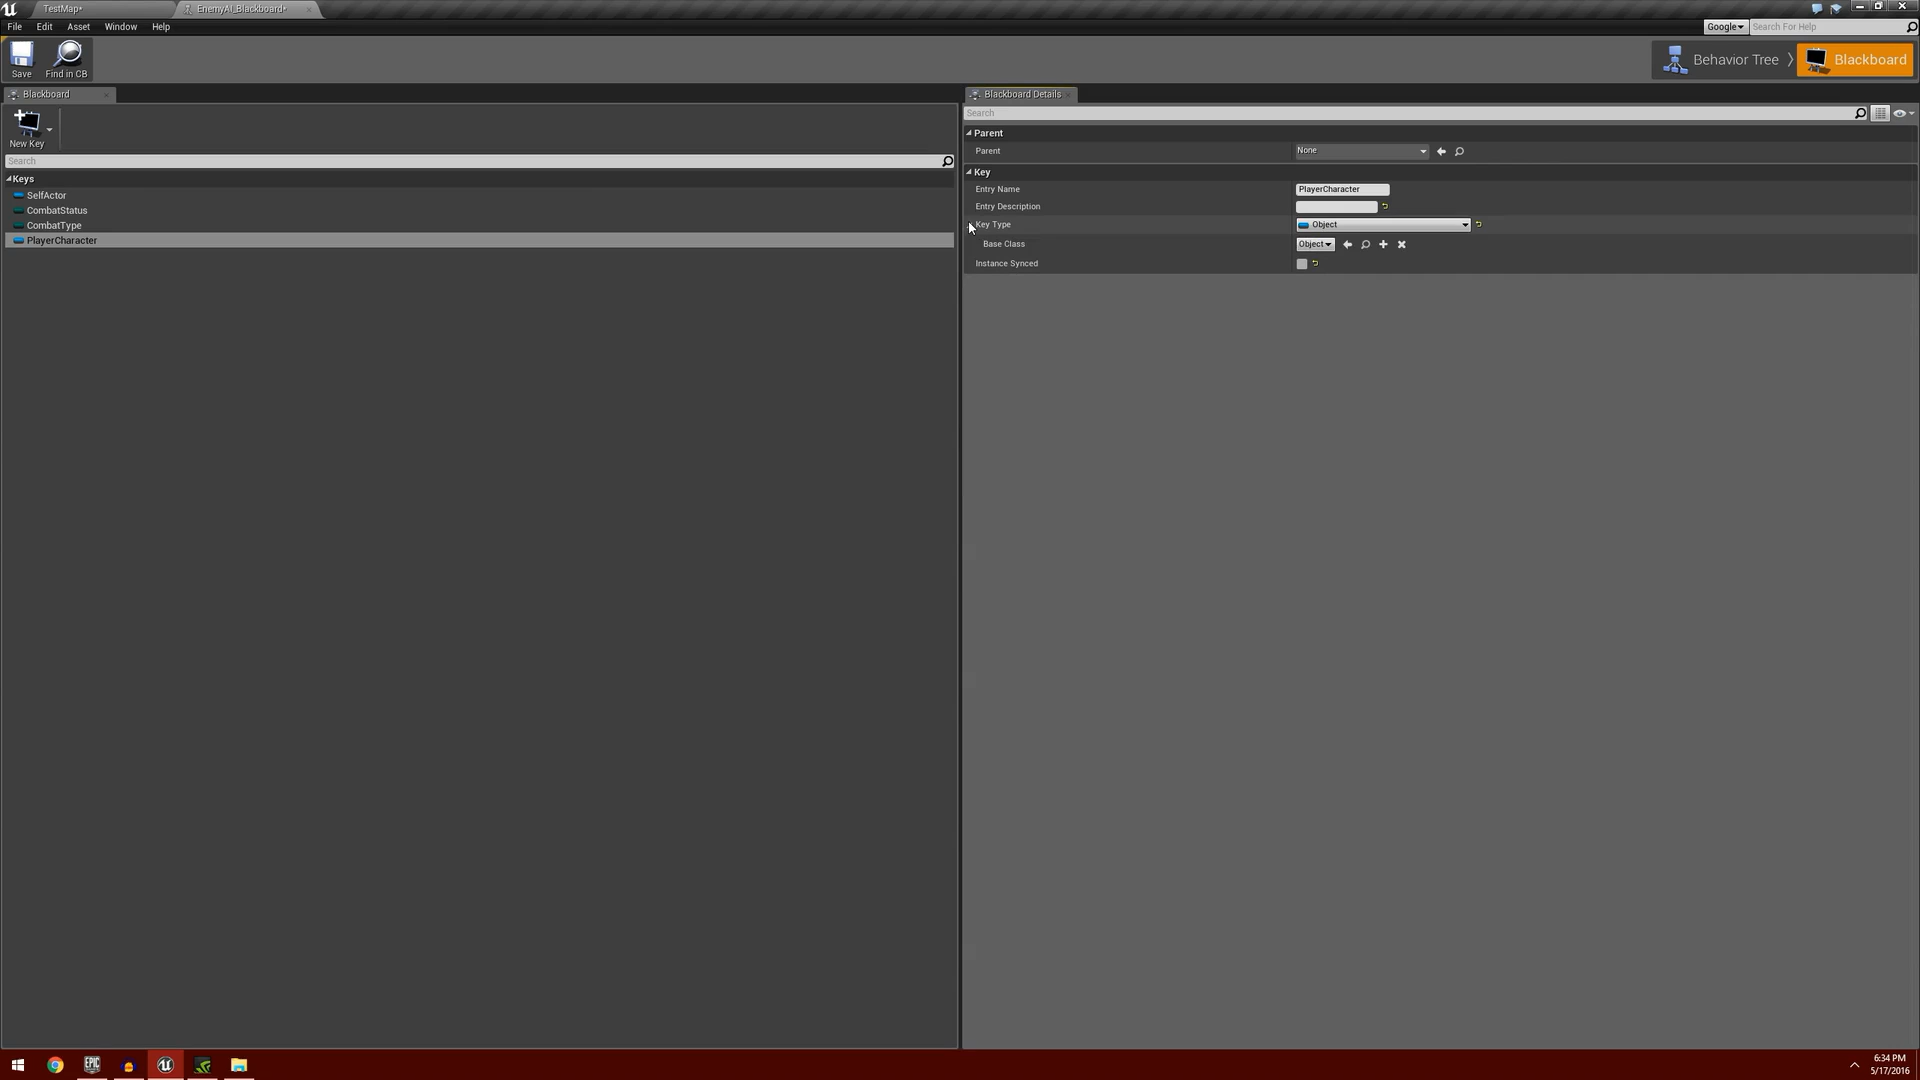 TestMap*
EnemyAI_Blackboard*
File Edit Asset Window Help
Google
Search For Help
Save
Find in CB
Behavior Tree
Blackboard
Blackboard
New Key
Search
Keys
SelfActor
CombatStatus
CombatType
PlayerCharacter
Blackboard Details
Search
Parent
Parent None
Key
Entry Name PlayerCharacter
Entry Description
Key Type Object
Base Class Object
Instance Synced
EPIC
6:34 PM
5/17/2016